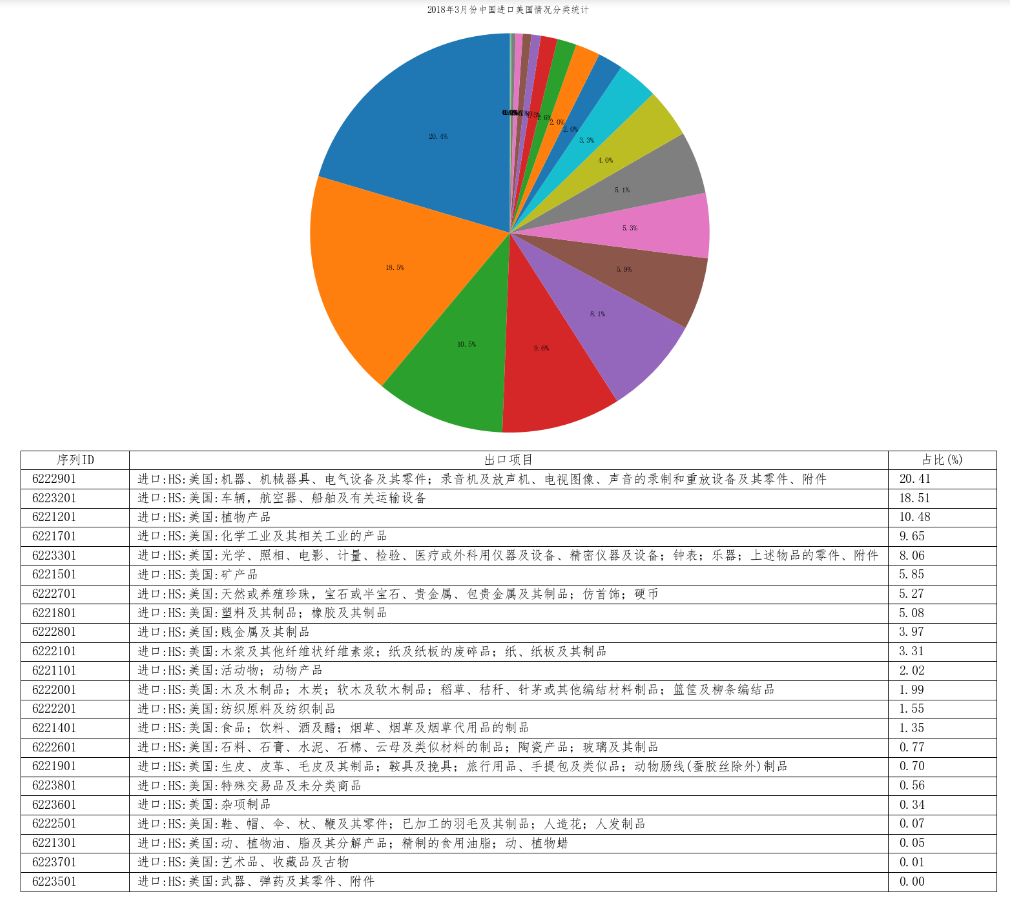 2018年3月份中国进口美国情况分类统计
20.4%
18.5%
10.5%
9.6%
8.1%
5.9%
5.3%
5.1%
4.0%
3.3%
2.0%
2.0%
序列ID 出口项目 占比(%)
6222901 进口:HS:美国:机器、机械器具、电气设备及其零件; 录音机及放声机、电视图像、声音的录制和重放设备及其零件、附件 20.41
6223201 进口:HS:美国:车辆, 航空器、船舶及有关运输设备 18.51
6221201 进口:HS:美国:植物产品 10.48
6221701 进口:HS:美国:化学工业及其相关工业的产品 9.65
6223301 进口:HS:美国:光学、照相、电影、计量、检验、医疗或外科用仪器及设备、精密仪器及设备; 钟表; 乐器; 上述物品的零件、附件 8.06
6221501 进口:HS:美国:矿产品 5.85
6222701 进口:HS:美国:天然或养殖珍珠, 宝石或半宝石、贵金属、包贵金属及其制品; 仿首饰; 硬币 5.27
6221801 进口:HS:美国:塑料及其制品; 橡胶及其制品 5.08
6222801 进口:HS:美国:贱金属及其制品 3.97
6222101 进口:HS:美国:木浆及其他纤维状纤维素浆; 纸及纸板的废碎品; 纸、纸板及其制品 3.31
6221101 进口:HS:美国:活动物; 动物产品 2.02
6222001 进口:HS:美国:木及木制品; 木炭; 软木及软木制品; 稻草、秸秆、针茅或其他编结材料制品; 篮筐及柳条编结品 1.99
6222201 进口:HS:美国:纺织原料及纺织制品 1.55
6221401 进口:HS:美国:食品; 饮料、酒及醋; 烟草、烟草及烟草代用品的制品 1.35
6222601 进口:HS:美国:石料、石膏、水泥、石棉、云母及类似材料的制品; 陶瓷产品; 玻璃及其制品 0.77
6221901 进口:HS:美国:生皮、皮革、毛皮及其制品; 鞍具及挽具; 旅行用品、手提包及类似品; 动物肠线(蚕胶丝除外)制品 0.70
6223801 进口:HS:美国:特殊交易品及未分类商品 0.56
6223601 进口:HS:美国:杂项制品 0.34
6222501 进口:HS:美国:鞋、帽、伞、杖、鞭及其零件; 已加工的羽毛及其制品; 人造花; 人发制品 0.07
6221301 进口:HS:美国:动、植物油、脂及其分解产品; 精制的食用油脂; 动、植物蜡 0.05
6223701 进口:HS:美国:艺术品、收藏品及古物 0.01
6223501 进口:HS:美国:武器、弹药及其零件、附件 0.00